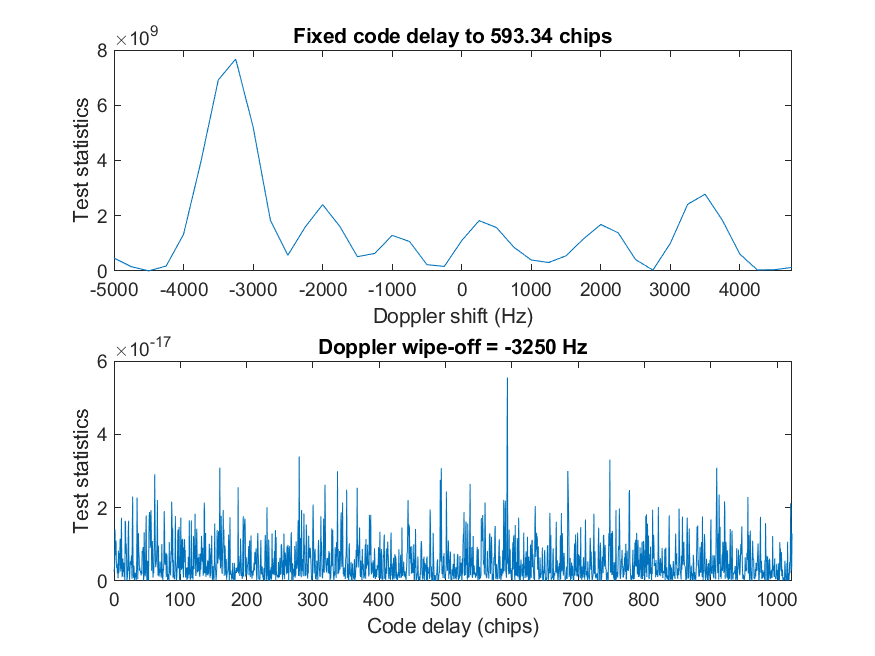 Fixed code delay to 593.34 chips
×10^9
8
6
4
2
0
Test statistics
-5000 -4000 -3000 -2000 -1000 0 1000 2000 3000 4000
Doppler shift (Hz)
Doppler wipe-off = -3250 Hz
×10^-17
6
4
2
0
Test statistics
0 100 200 300 400 500 600 700 800 900 1000
Code delay (chips)